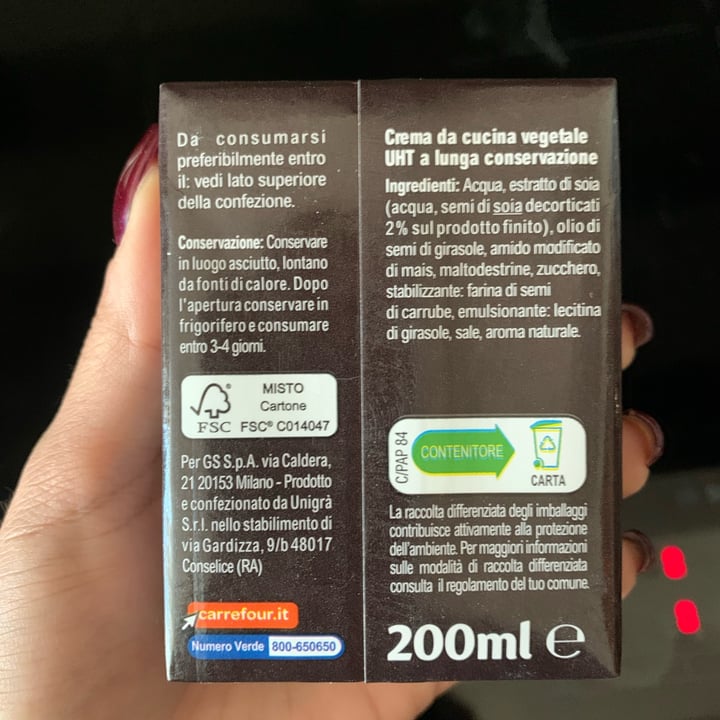 Da consumarsi
preferibilmente entro
il: vedi lato superiore
della confezione.
Conservazione: Conservare
in luogo asciutto, lontano
da fonti di calore. Dopo
l'apertura conservare in
frigorifero e consumare
entro 3-4 giorni.
FSC
MISTO
Cartone
FSC® C014047
Per GS S.p.A. via Caldera,
21 20153 Milano - Prodotto
e confezionato da Unigrà
S.r.l. nello stabilimento di
via Gardizza, 9/b 48017
Conselice (RA)
carrefour.it
Numero Verde 800-650650
Crema da cucina vegetale
UHT a lunga conservazione
Ingredienti: Acqua, estratto di soia
(acqua, semi di soia decorticati
2% sul prodotto finito), olio di
semi di girasole, amido modificato
di mais, maltodestrine, zucchero,
stabilizzante: farina di semi
di carrube, emulsionante: lecitina
di girasole, sale, aroma naturale.
C/PAP 84
CONTENITORE
CARTA
La raccolta differenziata degli imballaggi
contribuisce attivamente alla protezione
dell'ambiente. Per maggiori informazioni
sulle modalità di raccolta differenziata
consulta il regolamento del tuo comune.
200ml e